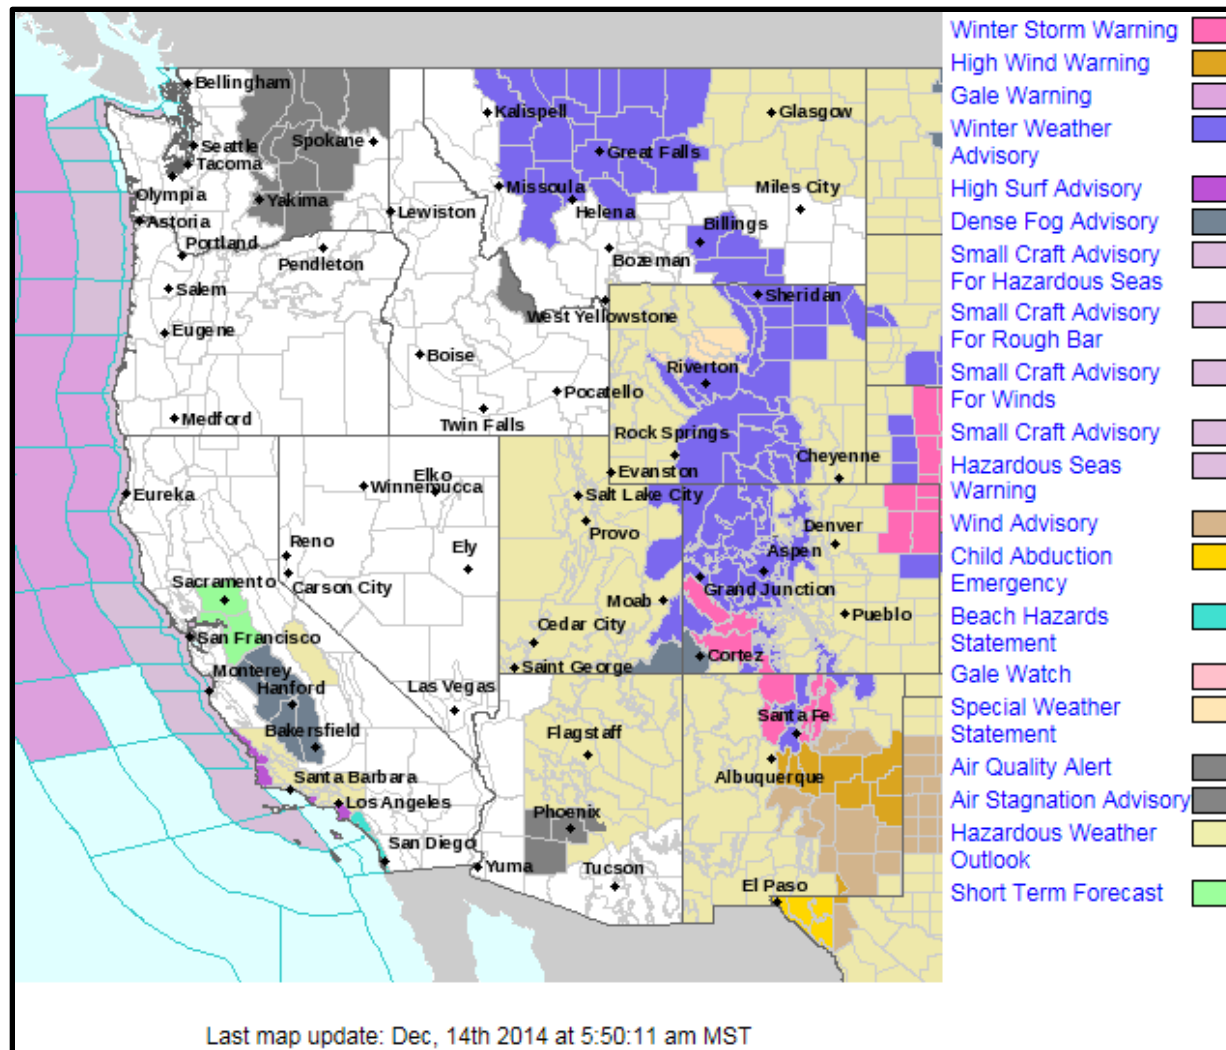 Bellingham
Seattle
Spokane
Tacoma
Olympia
Yakima
Astoria
Lewiston
Portland
Pendleton
Salem
Eugene
Medford
Kalispell
Glasgow
Great Falls
Missoula
Helena
Miles City
Billings
Bozeman
West Yellowstone
Sheridan
Boise
Pocatello
Twin Falls
Riverton
Rock Springs
Evanston
Cheyenne
Eureka
Winnemucca
Elko
Salt Lake City
Provo
Denver
Aspen
Reno
Ely
Carson City
Sacramento
Grand Junction
Moab
Pueblo
San Francisco
Cedar City
Saint George
Cortez
Monterey
Hanford
Las Vegas
Bakersfield
Flagstaff
Santa Fe
Albuquerque
Santa Barbara
Los Angeles
Phoenix
San Diego
Yuma
Tucson
El Paso
Winter Storm Warning
High Wind Warning
Gale Warning
Winter Weather
Advisory
High Surf Advisory
Dense Fog Advisory
Small Craft Advisory
For Hazardous Seas
Small Craft Advisory
For Rough Bar
Small Craft Advisory
For Winds
Small Craft Advisory
Hazardous Seas
Warning
Wind Advisory
Child Abduction
Emergency
Beach Hazards
Statement
Gale Watch
Special Weather
Statement
Air Quality Alert
Air Stagnation Advisory
Hazardous Weather
Outlook
Short Term Forecast
Last map update: Dec, 14th 2014 at 5:50:11 am MST